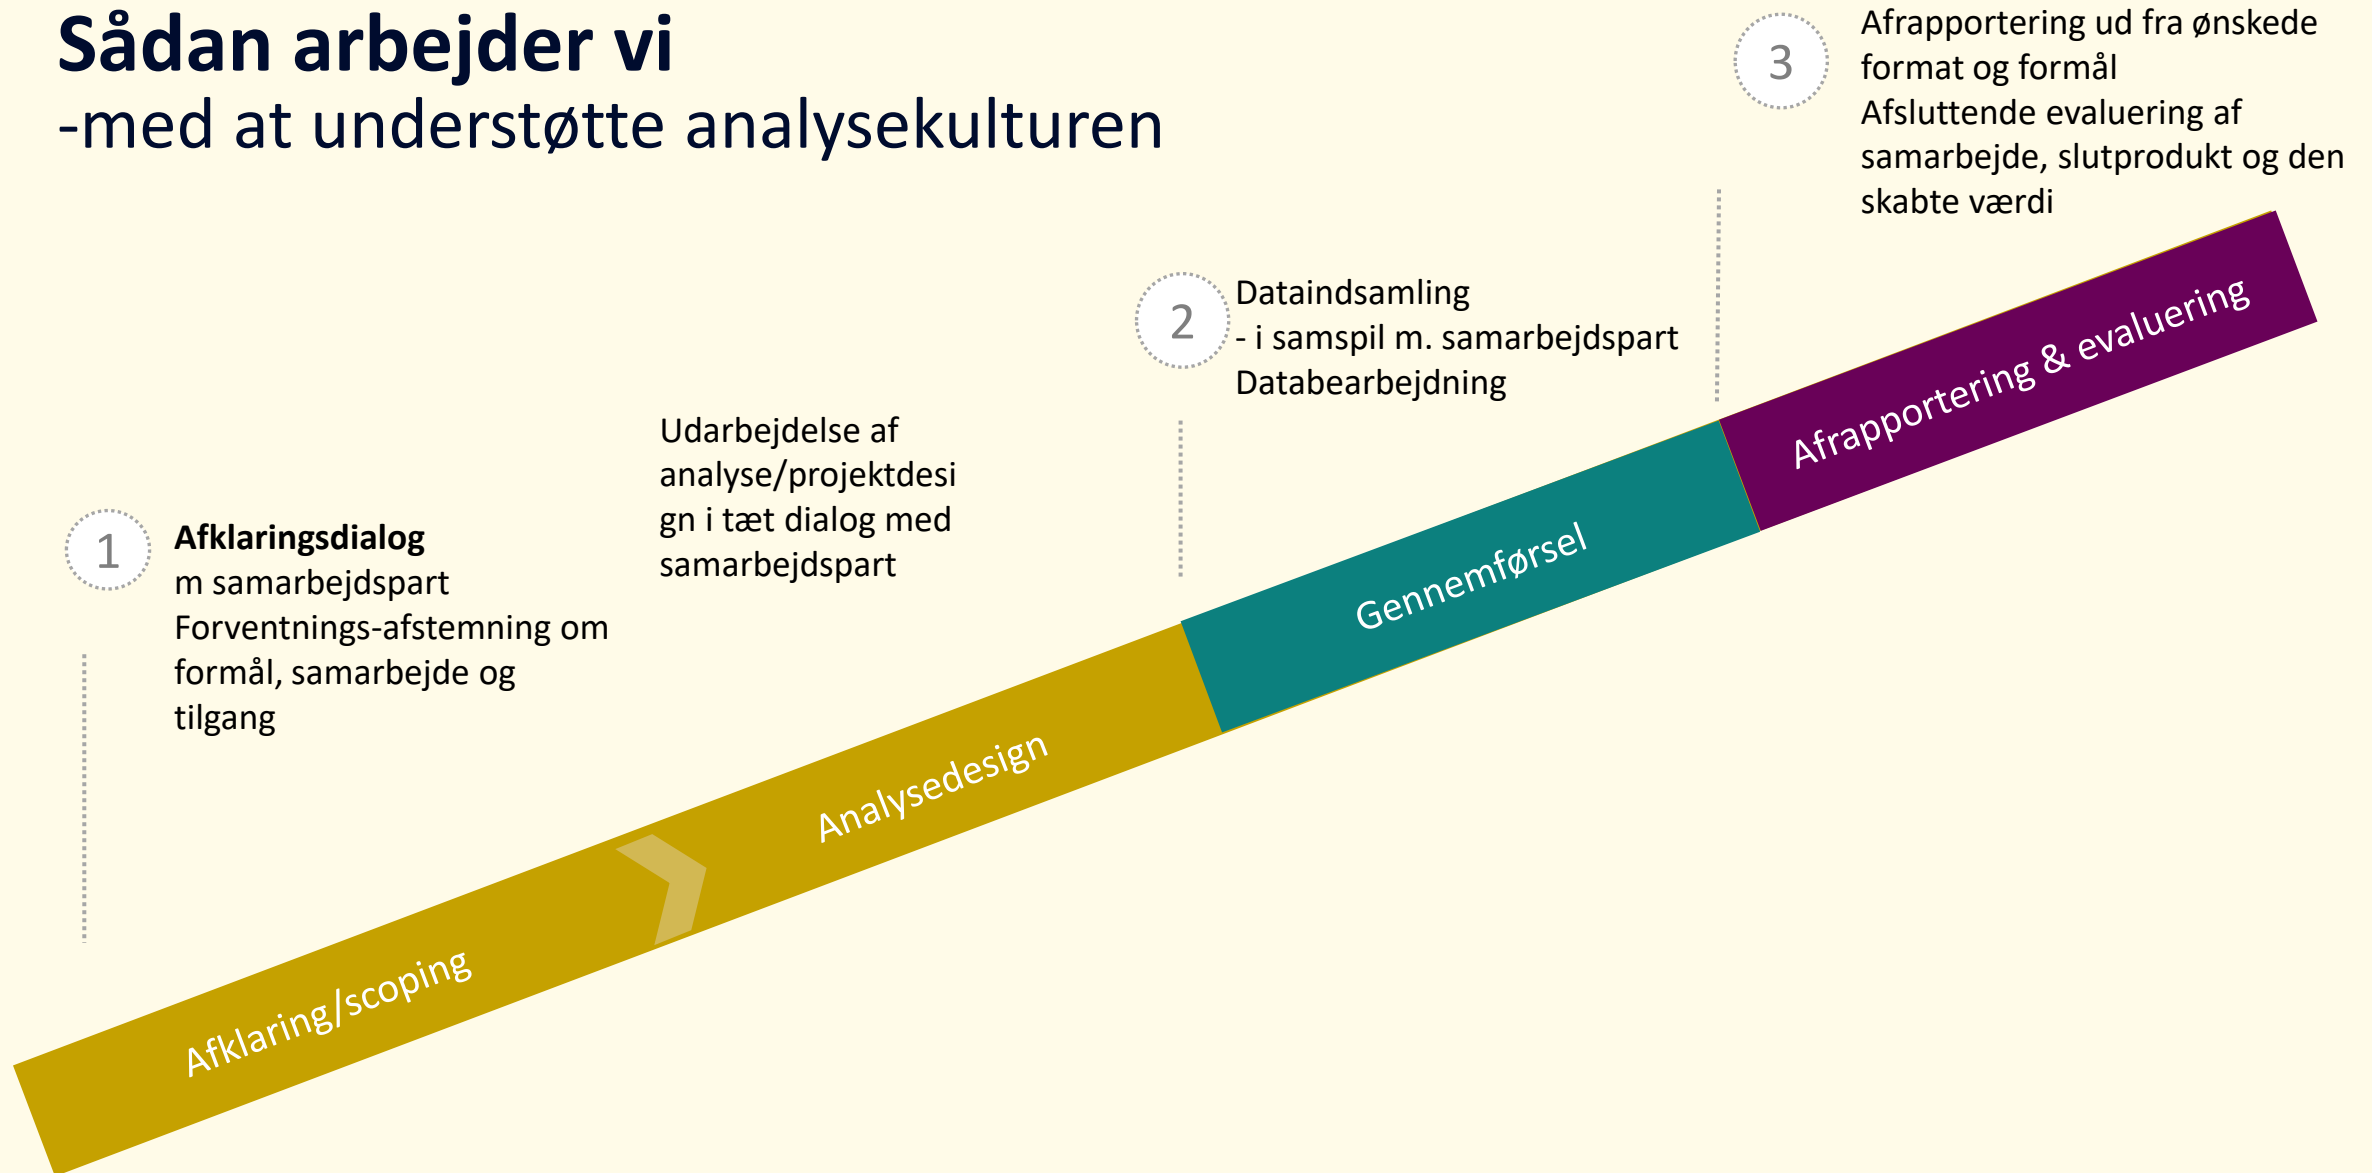 Sådan arbejder vi
-med at understøtte analysekulturen
1
Afklaringsdialog
m samarbejdspart
Forventnings-afstemning om
formål, samarbejde og
tilgang
Udarbejdelse af
analyse/projektdesi
gn i tæt dialog med
samarbejdspart
2
Dataindsamling
- i samspil m. samarbejdspart
Databearbejdning
3
Afrapportering ud fra ønskede
format og formål
Afsluttende evaluering af
samarbejde, slutprodukt og den
skabte værdi
Afklaring/scoping
Analysedesign
Gennemførsel
Afrapportering & evaluering